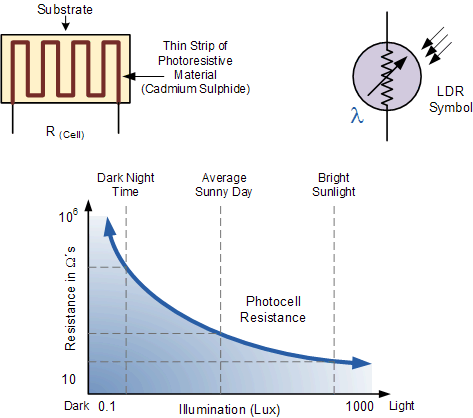 Substrate
Thin Strip of
Photoresistive
Material
(Cadmium Sulphide)
R (Cell)
λ
LDR
Symbol
Dark Night
Time
Average
Sunny Day
Bright
Sunlight
10⁶
Resistance in Ω´s
Photocell
Resistance
10
Dark 0.1
Illumination (Lux)
1000 Light